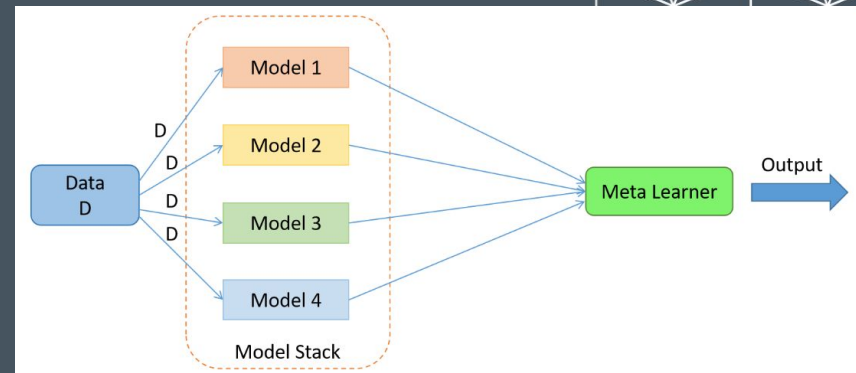 Data
D
D
D
D
D
Model 1
Model 2
Model 3
Model 4
Model Stack
Meta Learner
Output